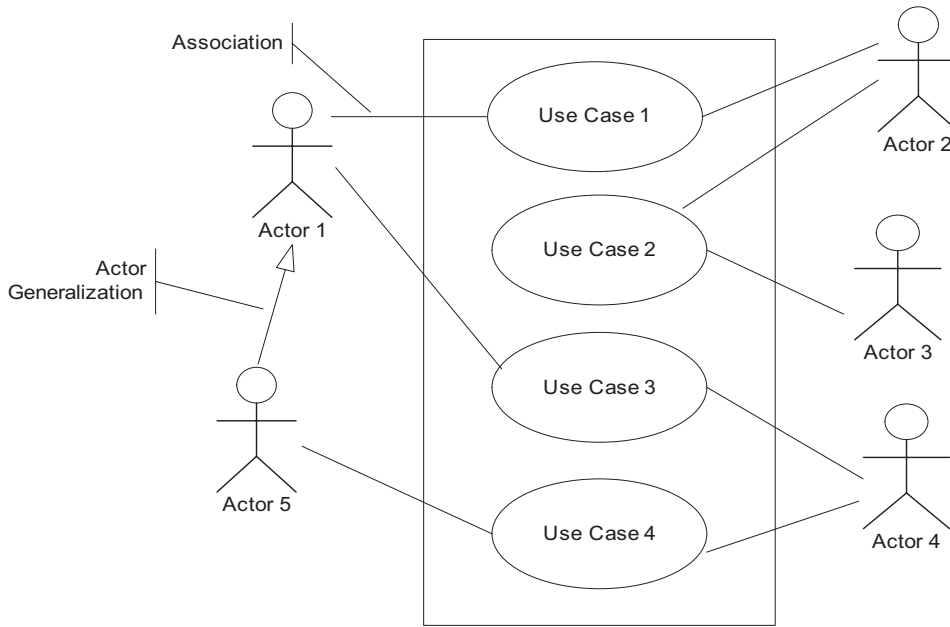 Association
Use Case 1
Actor 2
Actor 1
Use Case 2
Actor
Generalization
Actor 3
Use Case 3
Actor 5
Use Case 4
Actor 4